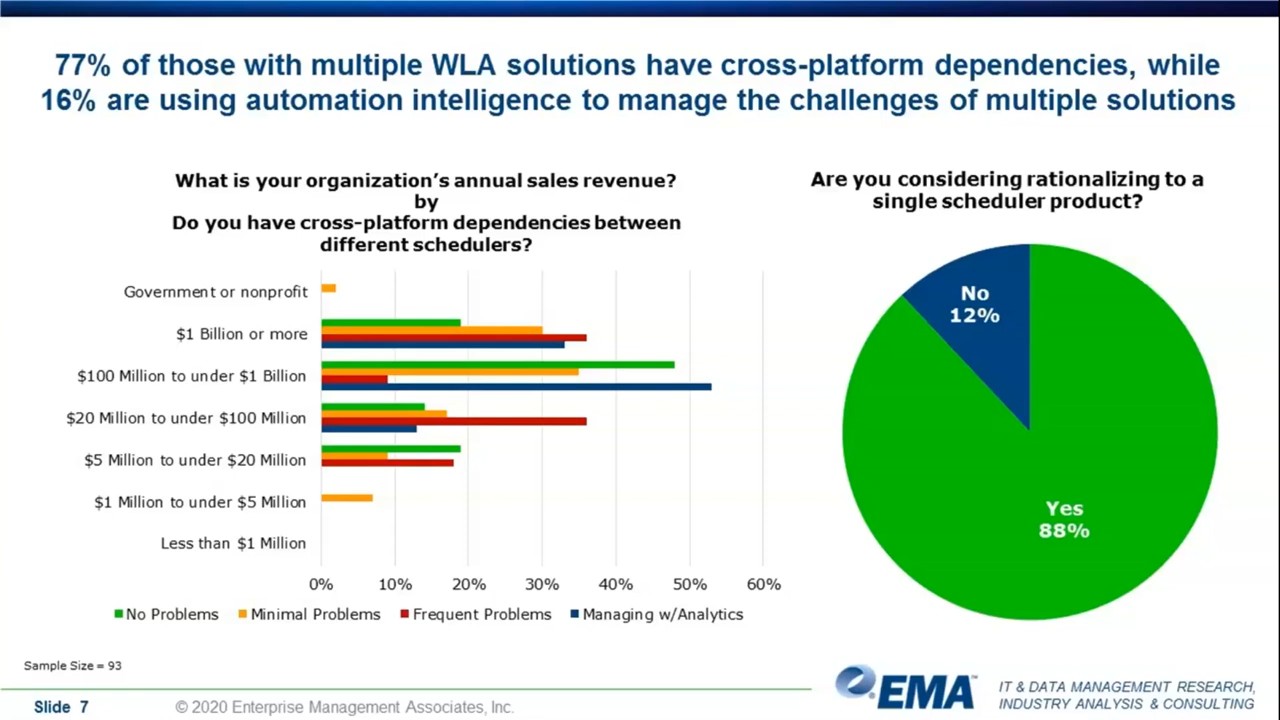 77% of those with multiple WLA solutions have cross-platform dependencies, while
16% are using automation intelligence to manage the challenges of multiple solutions
What is your organization’s annual sales revenue?
by
Do you have cross-platform dependencies between
different schedulers?
Government or nonprofit
$1 Billion or more
$100 Million to under $1 Billion
$20 Million to under $100 Million
$5 Million to under $20 Million
$1 Million to under $5 Million
Less than $1 Million
0% 10% 20% 30% 40% 50% 60%
No Problems Minimal Problems Frequent Problems Managing w/Analytics
Are you considering rationalizing to a
single scheduler product?
No
12%
Yes
88%
Sample Size = 93
Slide 7
© 2020 Enterprise Management Associates, Inc.
EMA™
IT & DATA MANAGEMENT RESEARCH,
INDUSTRY ANALYSIS & CONSULTING